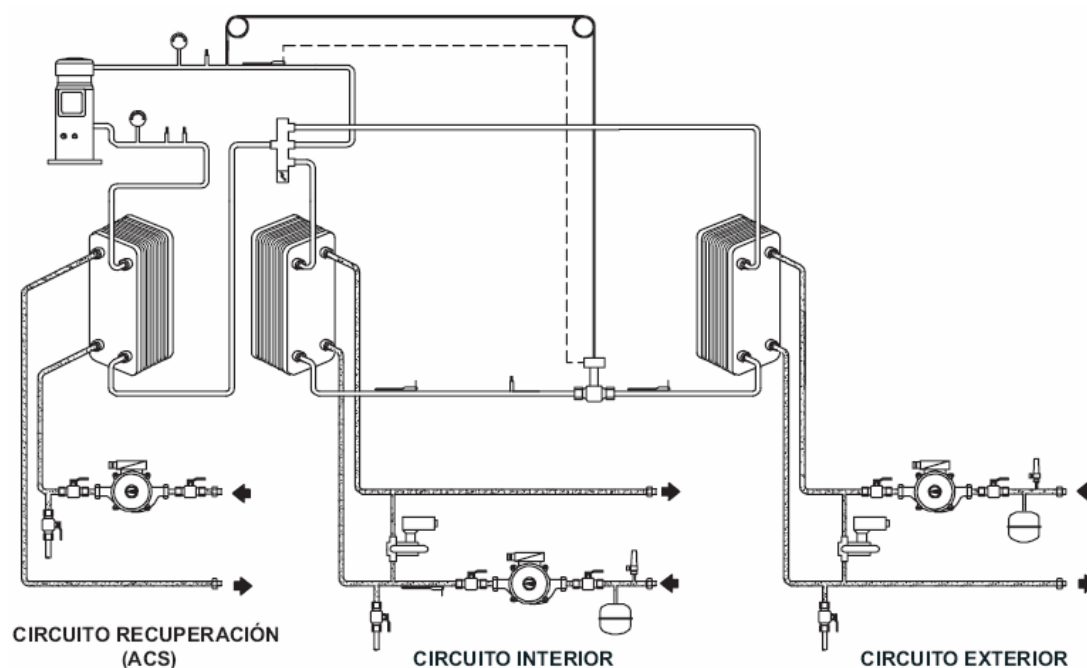 CIRCUITO RECUPERACIÓN
(ACS)
CIRCUITO INTERIOR
CIRCUITO EXTERIOR